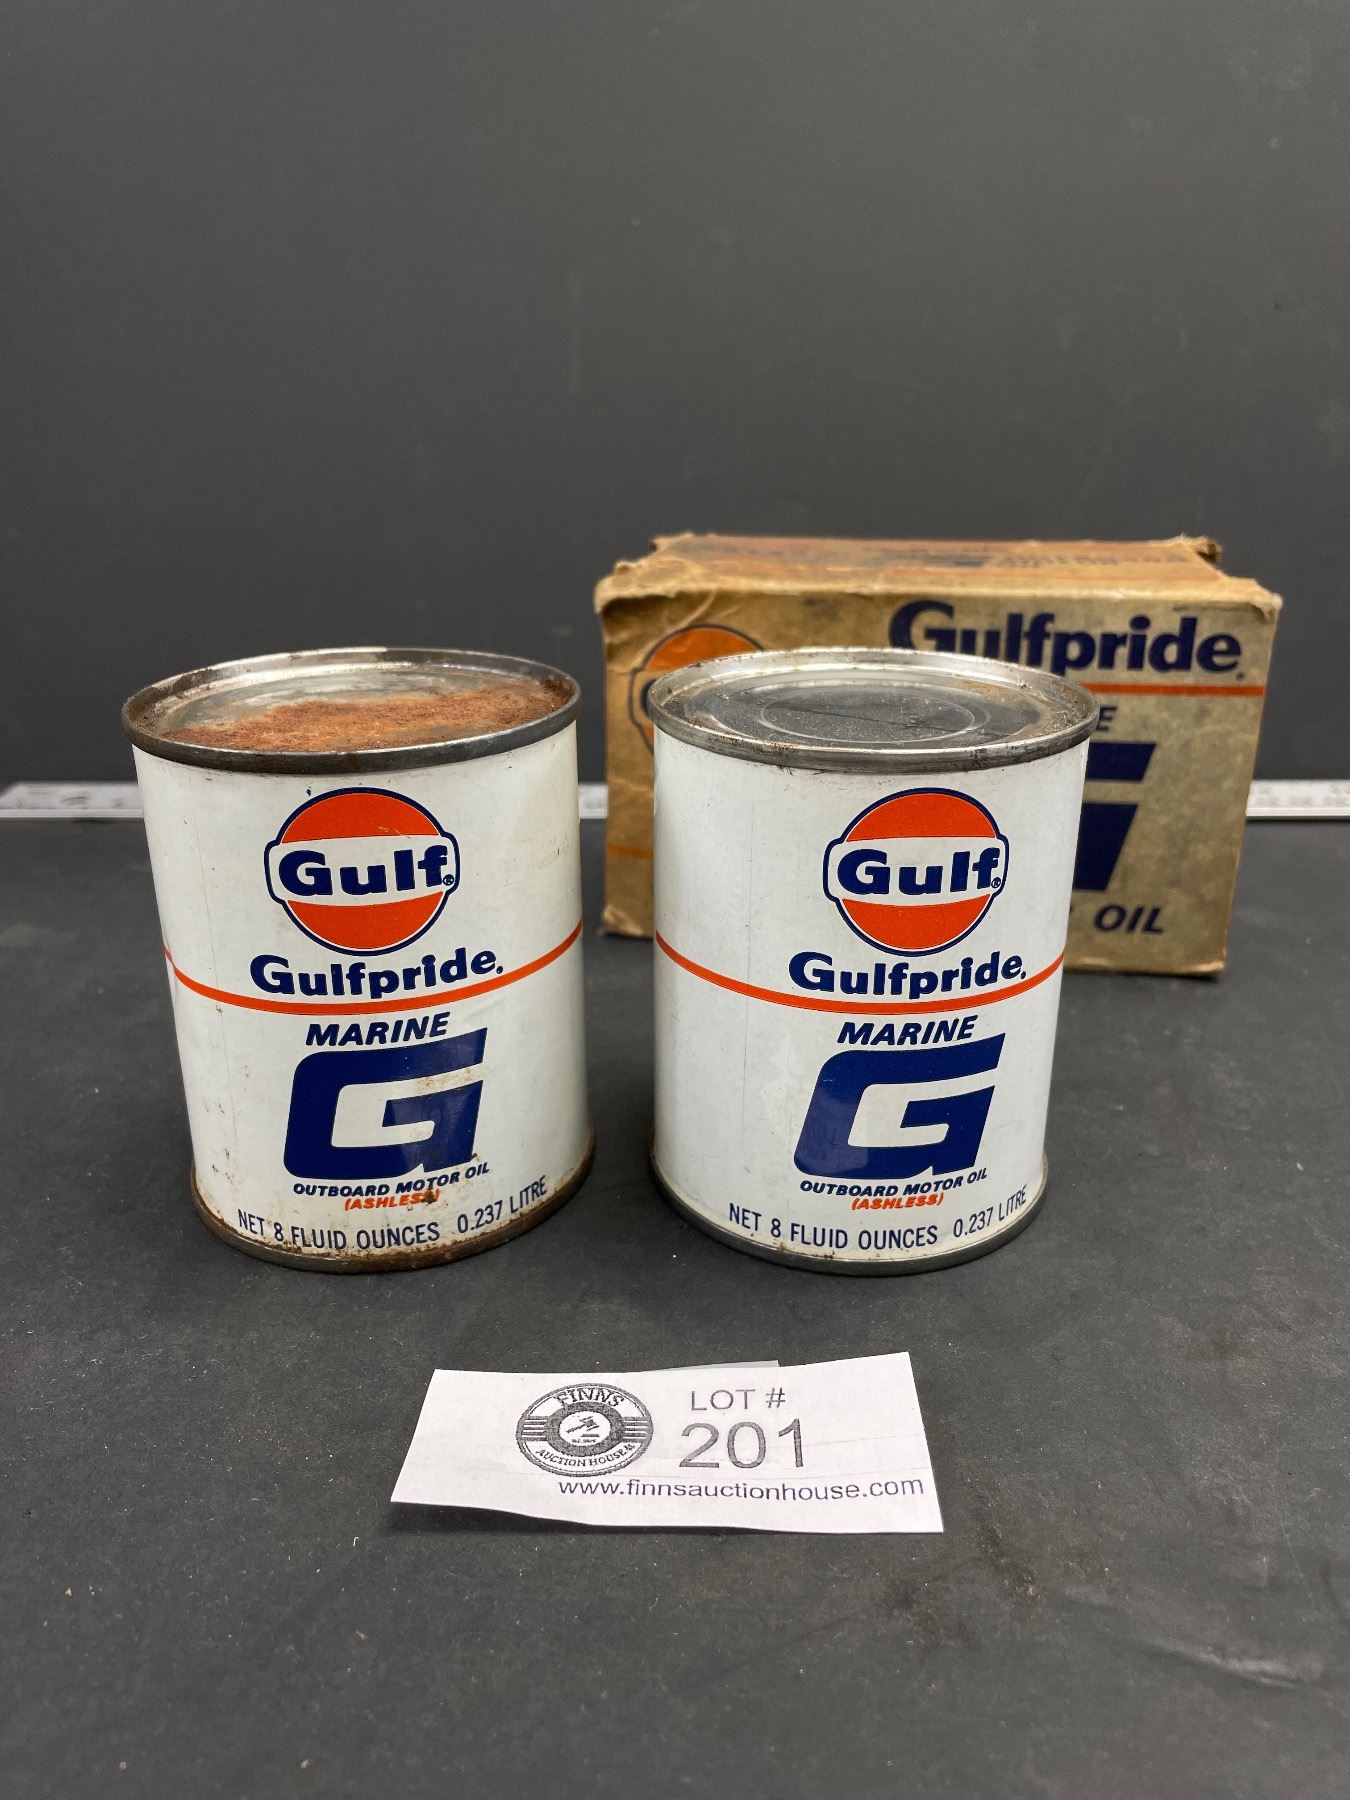 Gulfpride.
E
OIL
Gulf®
Gulfpride.
MARINE
G
OUTBOARD MOTOR OIL
(ASHLESS)
NET 8 FLUID OUNCES 0.237 LITRE
Gulf®
Gulfpride.
MARINE
G
OUTBOARD MOTOR OIL
(ASHLESS)
NET 8 FLUID OUNCES 0.237 LITRE
FINNS
AUCTION HOUSE
LOT #
201
www.finnsauctionhouse.com